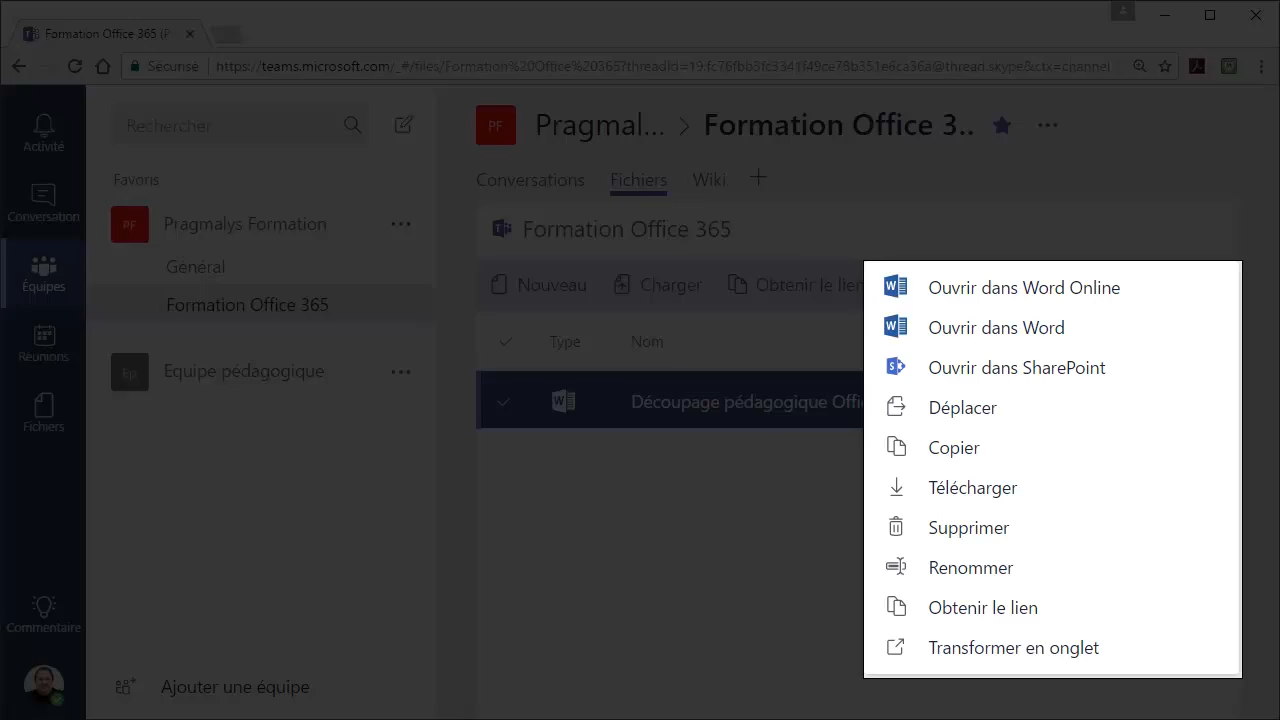 Formation Office 365 (P
Sécurisé
https://teams.microsoft.com/_#/files/Formation%20Office%20365?threadId=19:fc76fbb3fc3341f49ce78b351e6ca36a@thread.skype&ctx=channel
Activité
Conversation
Équipes
Réunions
Fichiers
Commentaire
Rechercher
Favoris
PF
Pragmalys Formation
Général
Formation Office 365
Ep
Equipe pédagogique
Ajouter une équipe
PF
Pragmal... > Formation Office 3..
Conversations
Fichiers
Wiki
Formation Office 365
Nouveau
Charger
Obtenir le lien
Type
Nom
Découpage pédagogique Offi
Ouvrir dans Word Online
Ouvrir dans Word
Ouvrir dans SharePoint
Déplacer
Copier
Télécharger
Supprimer
Renommer
Obtenir le lien
Transformer en onglet